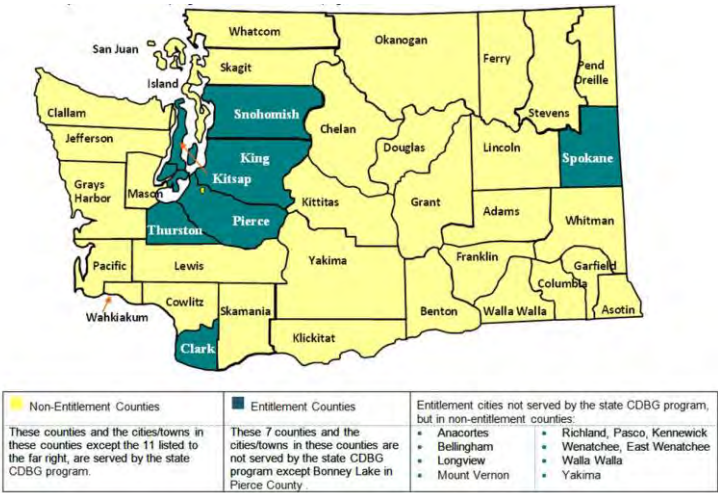 Whatcom
San Juan
Okanogan
Ferry
Pend
Oreille
Skagit
Island
Stevens
Clallam
Snohomish
Chelan
Jefferson
Douglas
Lincoln
Spokane
King
Kitsap
Grays
Harbor
Mason
Kittitas
Grant
Adams
Whitman
Thurston
Pierce
Pacific
Lewis
Yakima
Franklin
Garfield
Columbia
Cowlitz
Skamania
Wahkiakum
Benton
Walla Walla
Asotin
Klickitat
Clark
Non-Entitlement Counties
These counties and the cities/towns in
these counties except the 11 listed to
the far right, are served by the state
CDBG program.
Entitlement Counties
These 7 counties and the
cities/towns in these counties are
not served by the state CDBG
program except Bonney Lake in
Pierce County .
Entitlement cities not served by the state CDBG program,
but in non-entitlement counties:
• Anacortes
• Bellingham
• Longview
• Mount Vernon
• Richland, Pasco, Kennewick
• Wenatchee, East Wenatchee
• Walla Walla
• Yakima